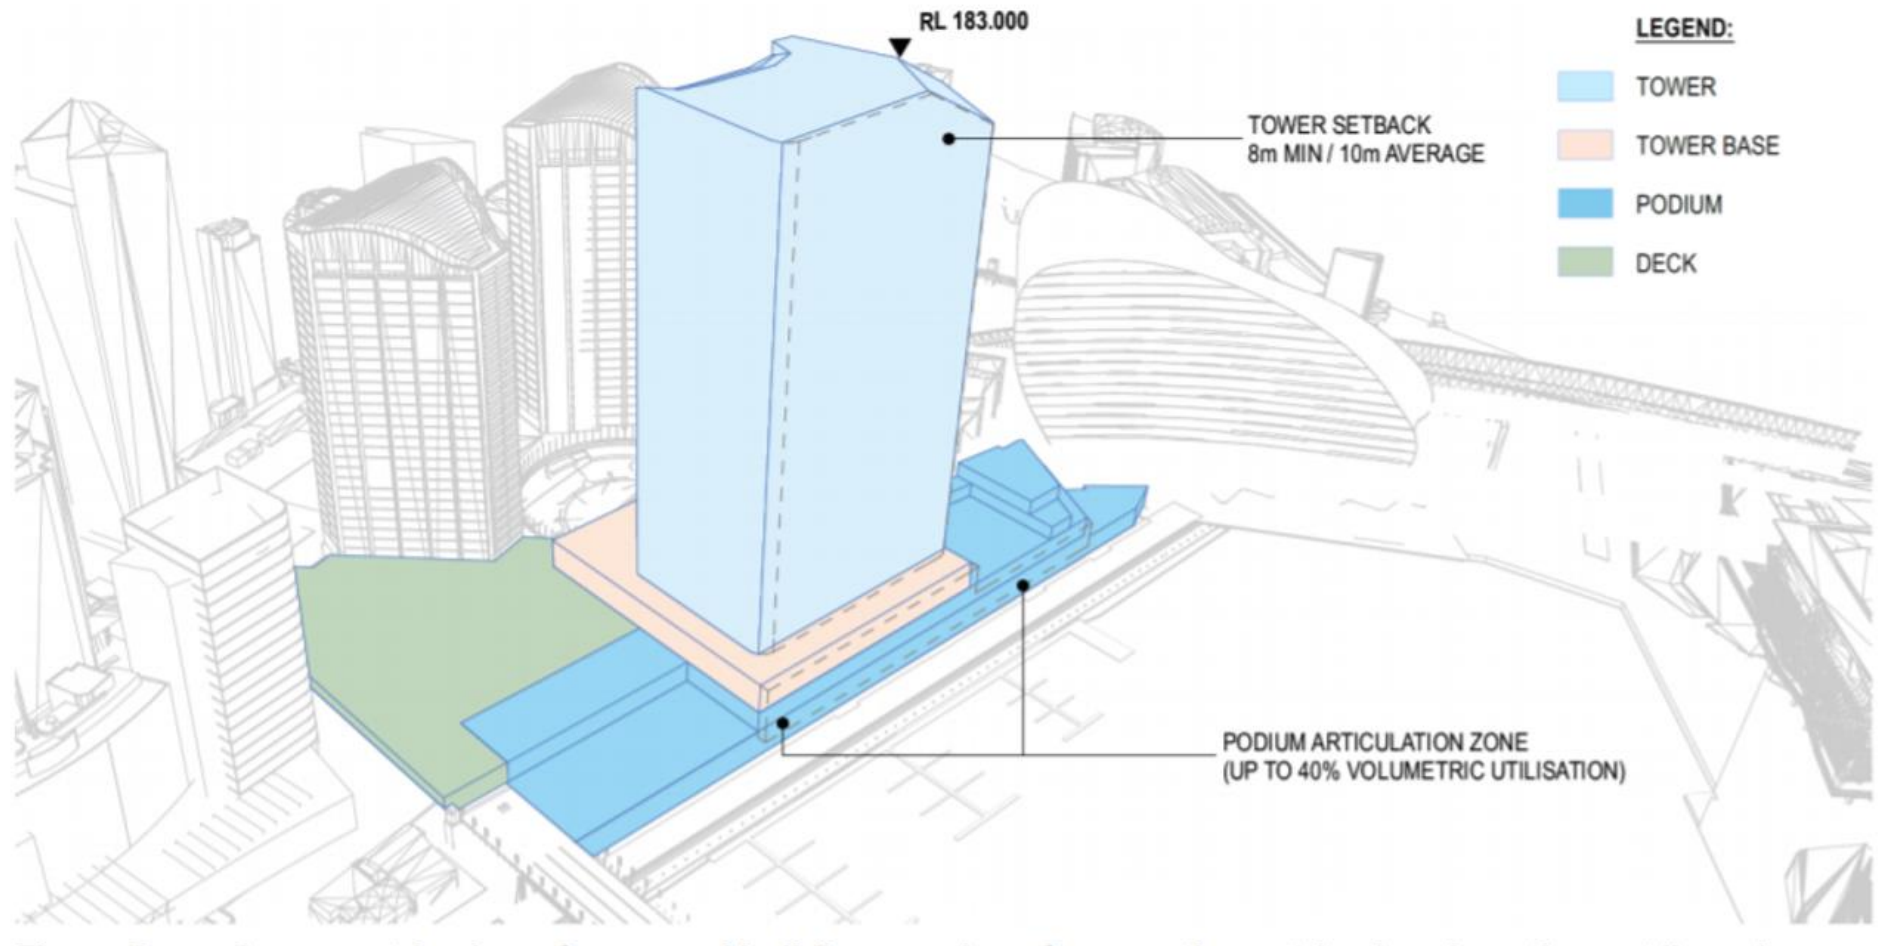 RL 183.000
LEGEND:
TOWER
TOWER BASE
PODIUM
DECK
TOWER SETBACK
8m MIN / 10m AVERAGE
PODIUM ARTICULATION ZONE
(UP TO 40% VOLUMETRIC UTILISATION)